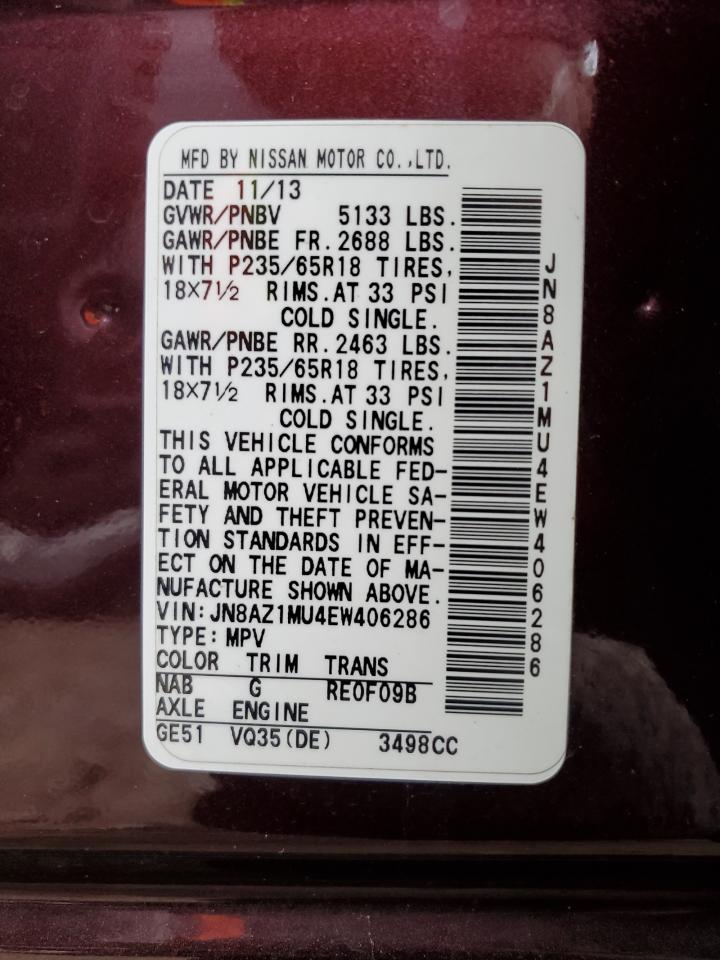 MFD BY NISSAN MOTOR CO.,LTD.
DATE 11/13
GVWR/PNBV 5133 LBS.
GAWR/PNBE FR.2688 LBS.
WITH P235/65R18 TIRES,
18X7½ RIMS.AT 33 PSI
COLD SINGLE.
GAWR/PNBE RR.2463 LBS.
WITH P235/65R18 TIRES,
18X7½ RIMS.AT 33 PSI
COLD SINGLE.
THIS VEHICLE CONFORMS
TO ALL APPLICABLE FED-
ERAL MOTOR VEHICLE SA-
FETY AND THEFT PREVEN-
TION STANDARDS IN EFF-
ECT ON THE DATE OF MA-
NUFACTURE SHOWN ABOVE.
VIN:JN8AZ1MU4EW406286
TYPE:MPV
COLOR TRIM TRANS
NAB G RE0F09B
AXLE ENGINE
GE51 VQ35(DE) 3498CC
JN8AZ1MU4EW406286